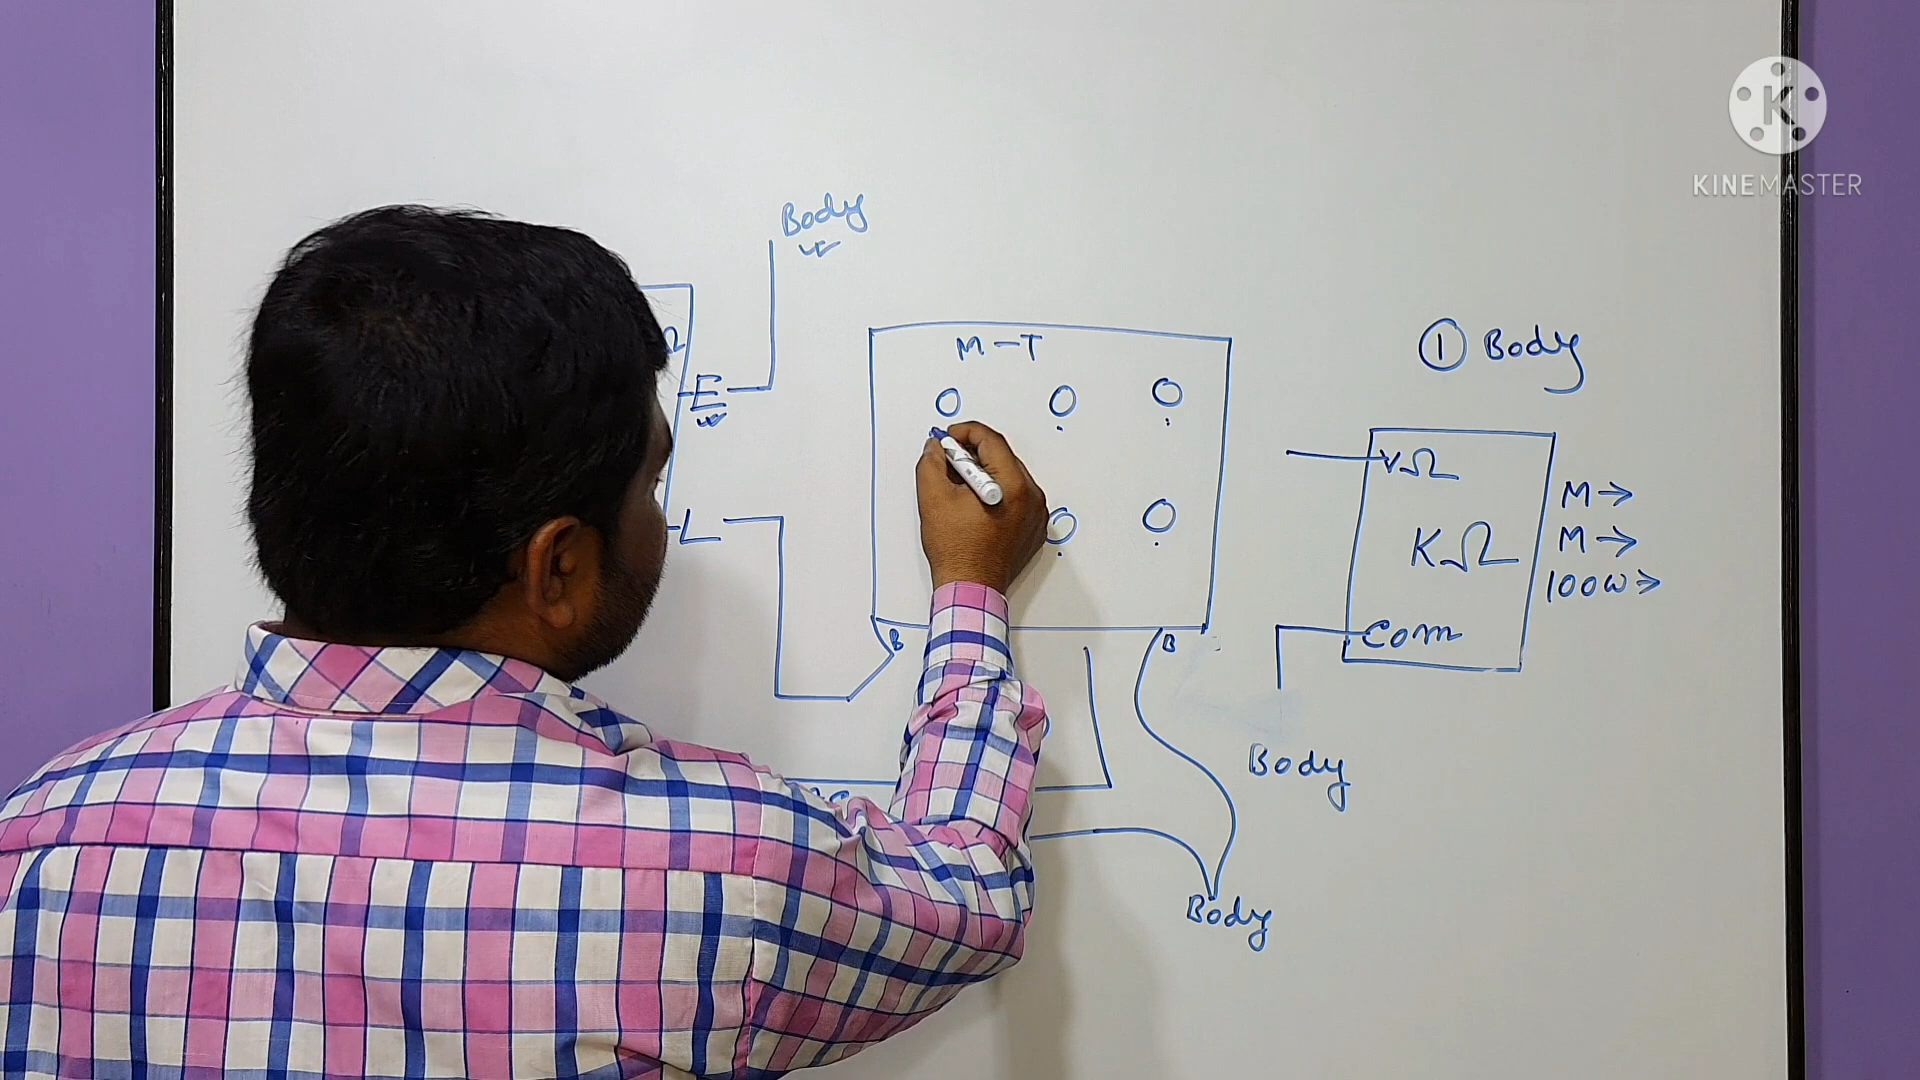 KINEMASTER
Body
Ω
E
L
M-T
B
B
① Body
VΩ
KΩ
Com
M→
M→
100W→
Body
Body